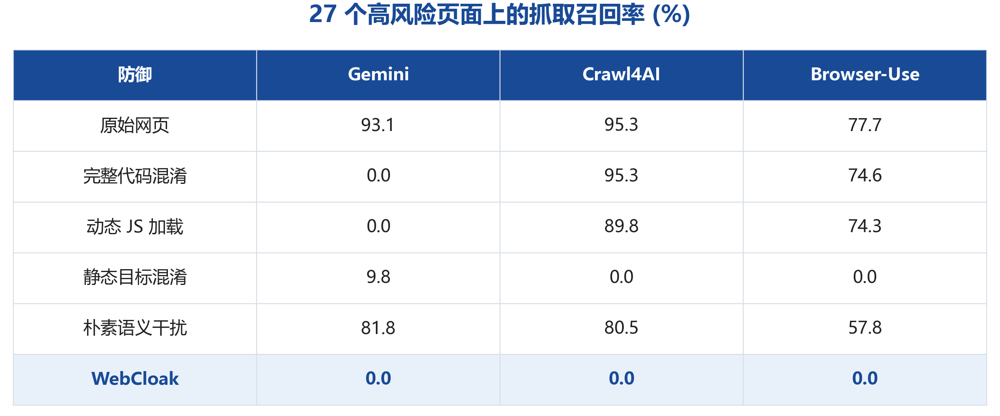 27 个高风险页面上的抓取召回率 (%)
防御 Gemini Crawl4AI Browser-Use
原始网页 93.1 95.3 77.7
完整代码混淆 0.0 95.3 74.6
动态 JS 加载 0.0 89.8 74.3
静态目标混淆 9.8 0.0 0.0
朴素语义干扰 81.8 80.5 57.8
WebCloak 0.0 0.0 0.0